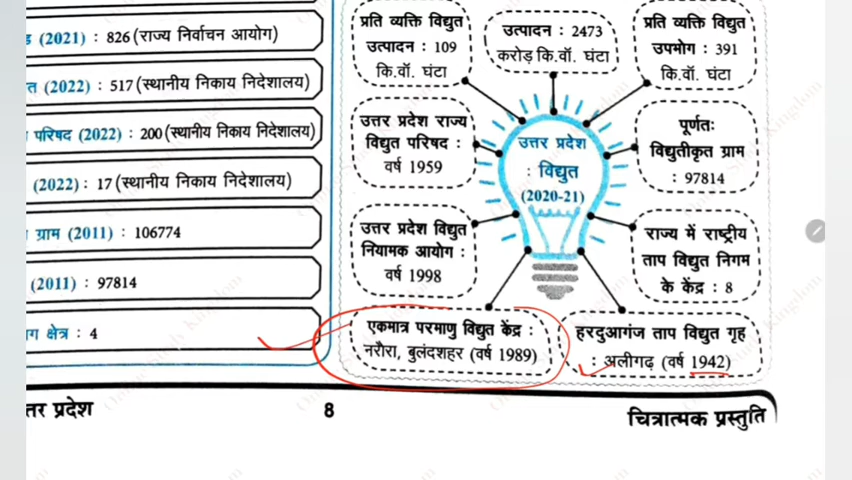 (2021) : 826 (राज्य निर्वाचन आयोग)
त (2022) : 517 (स्थानीय निकाय निदेशालय)
परिषद (2022) : 200 (स्थानीय निकाय निदेशालय)
(2022) : 17 (स्थानीय निकाय निदेशालय)
ग्राम (2011) : 106774
(2011) : 97814
ग क्षेत्र : 4
प्रति व्यक्ति विद्युत
उत्पादन : 109
कि.वॉ. घंटा
उत्पादन : 2473
करोड़ कि.वॉ. घंटा
प्रति व्यक्ति विद्युत
उपभोग : 391
कि.वॉ. घंटा
उत्तर प्रदेश राज्य
विद्युत परिषद :
वर्ष 1959
उत्तर प्रदेश
: विद्युत
(2020-21)
पूर्णतः
विद्युतीकृत ग्राम
: 97814
उत्तर प्रदेश विद्युत
नियामक आयोग :
वर्ष 1998
राज्य में राष्ट्रीय
ताप विद्युत निगम
के केंद्र : 8
एकमात्र परमाणु विद्युत केंद्र :
नरौरा, बुलंदशहर (वर्ष 1989)
हरदुआगंज ताप विद्युत गृह
: अलीगढ़ (वर्ष 1942)
त्तर प्रदेश
8
चित्रात्मक प्रस्तुति